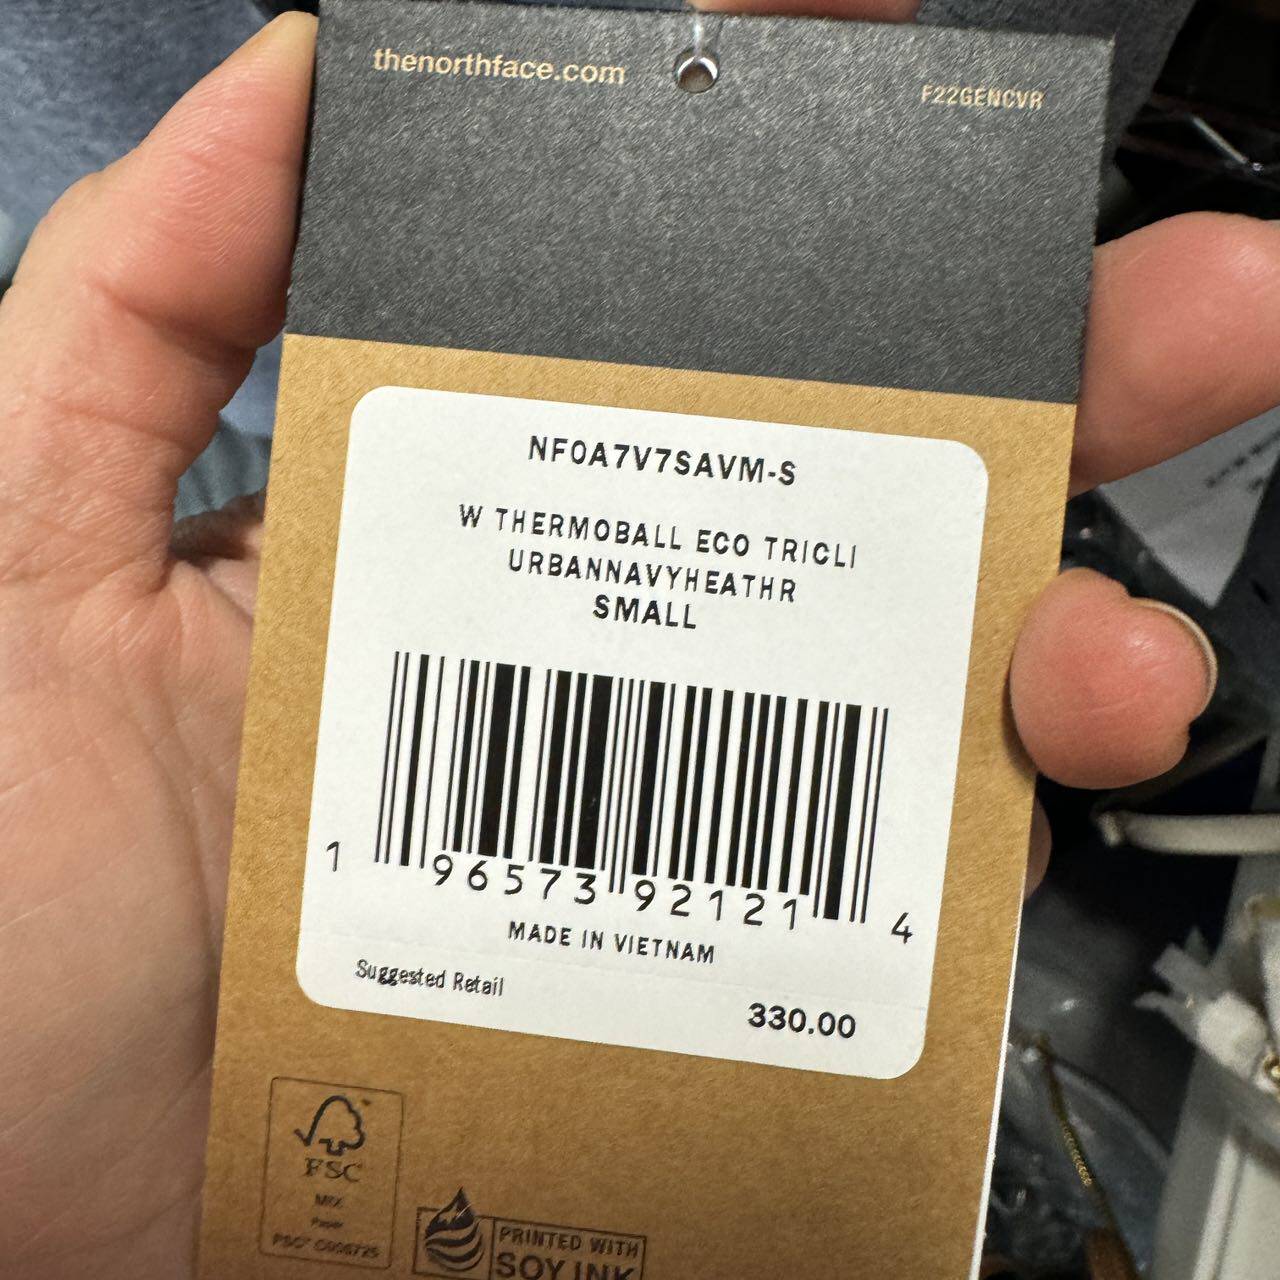 thenorthface.com
F22GENCVR
NF0A7V7SAVM-S
W THERMOBALL ECO TRICLI
URBANNAVYHEATHR
SMALL
1 96573 92121 4
MADE IN VIETNAM
Suggested Retail 330.00
FSC
MIX
Paper
PRINTED WITH
SOY INK